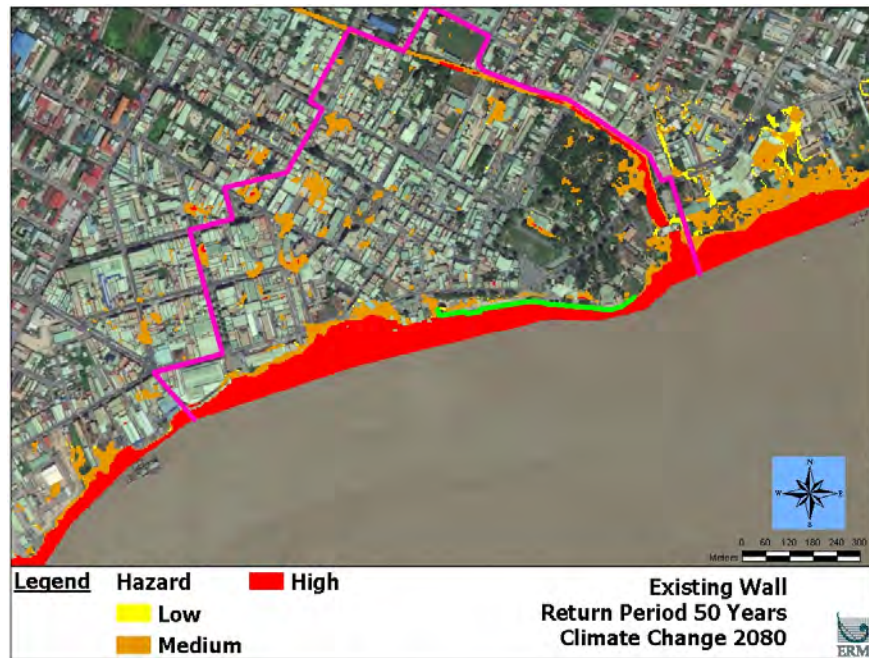 N
W E
S
0 60 120 180 240 300
Meters
Legend Hazard High
Low
Medium
Existing Wall
Return Period 50 Years
Climate Change 2080
ERM